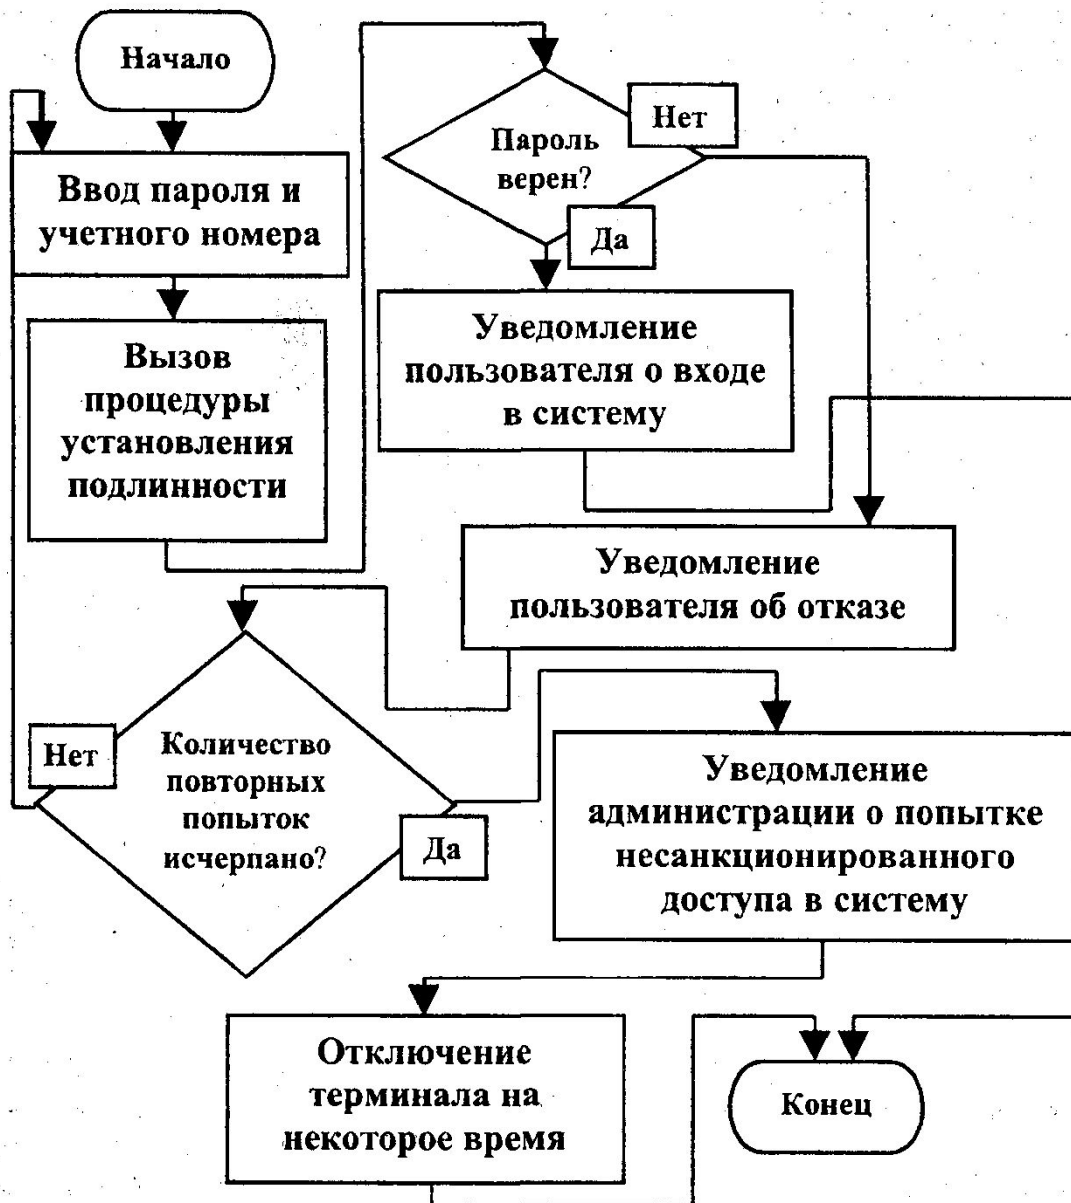 Начало
Ввод пароля и
учетного номера
Вызов
процедуры
установления
подлинности
Пароль
верен?
Нет
Да
Уведомление
пользователя о входе
в систему
Уведомление
пользователя об отказе
Количество
повторных
попыток
исчерпано?
Нет
Да
Уведомление
администрации о попытке
несанкционированного
доступа в систему
Отключение
терминала на
некоторое время
Конец